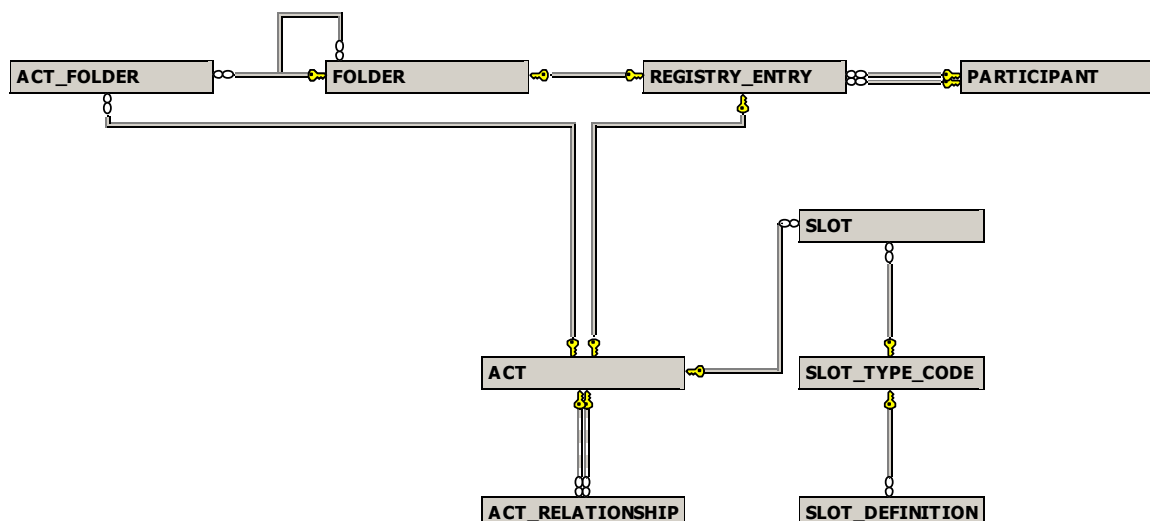 ACT_FOLDER
FOLDER
REGISTRY_ENTRY
PARTICIPANT
SLOT
ACT
SLOT_TYPE_CODE
ACT_RELATIONSHIP
SLOT_DEFINITION